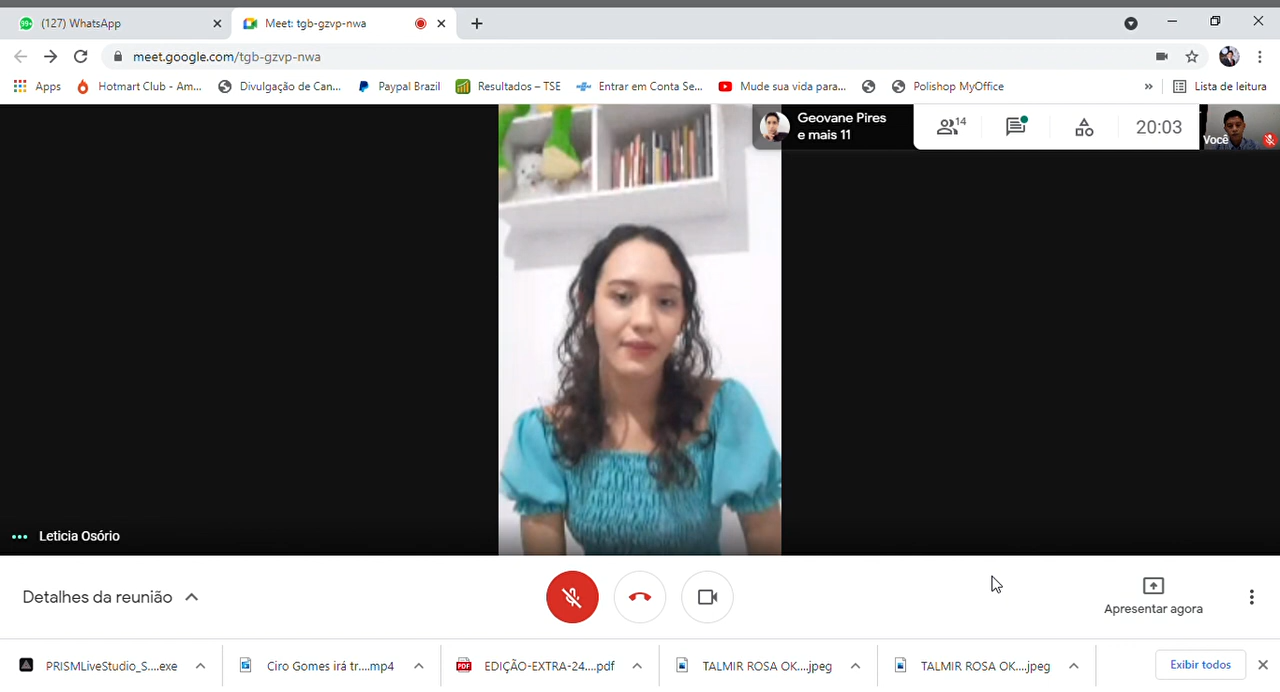 99+ (127) WhatsApp
Meet: tgb-gzvp-nwa
meet.google.com/tgb-gzvp-nwa
Apps
Hotmart Club - Am...
Divulgação de Can...
Paypal Brazil
Resultados – TSE
Entrar em Conta Se...
Mude sua vida para...
Polishop MyOffice
»
Lista de leitura
Geovane Pires
e mais 11
14
20:03
Você
Leticia Osório
Detalhes da reunião
Apresentar agora
PRISMLiveStudio_S....exe
Ciro Gomes irá tr....mp4
PDF
EDIÇÃO-EXTRA-24....pdf
TALMIR ROSA OK....jpeg
TALMIR ROSA OK....jpeg
Exibir todos